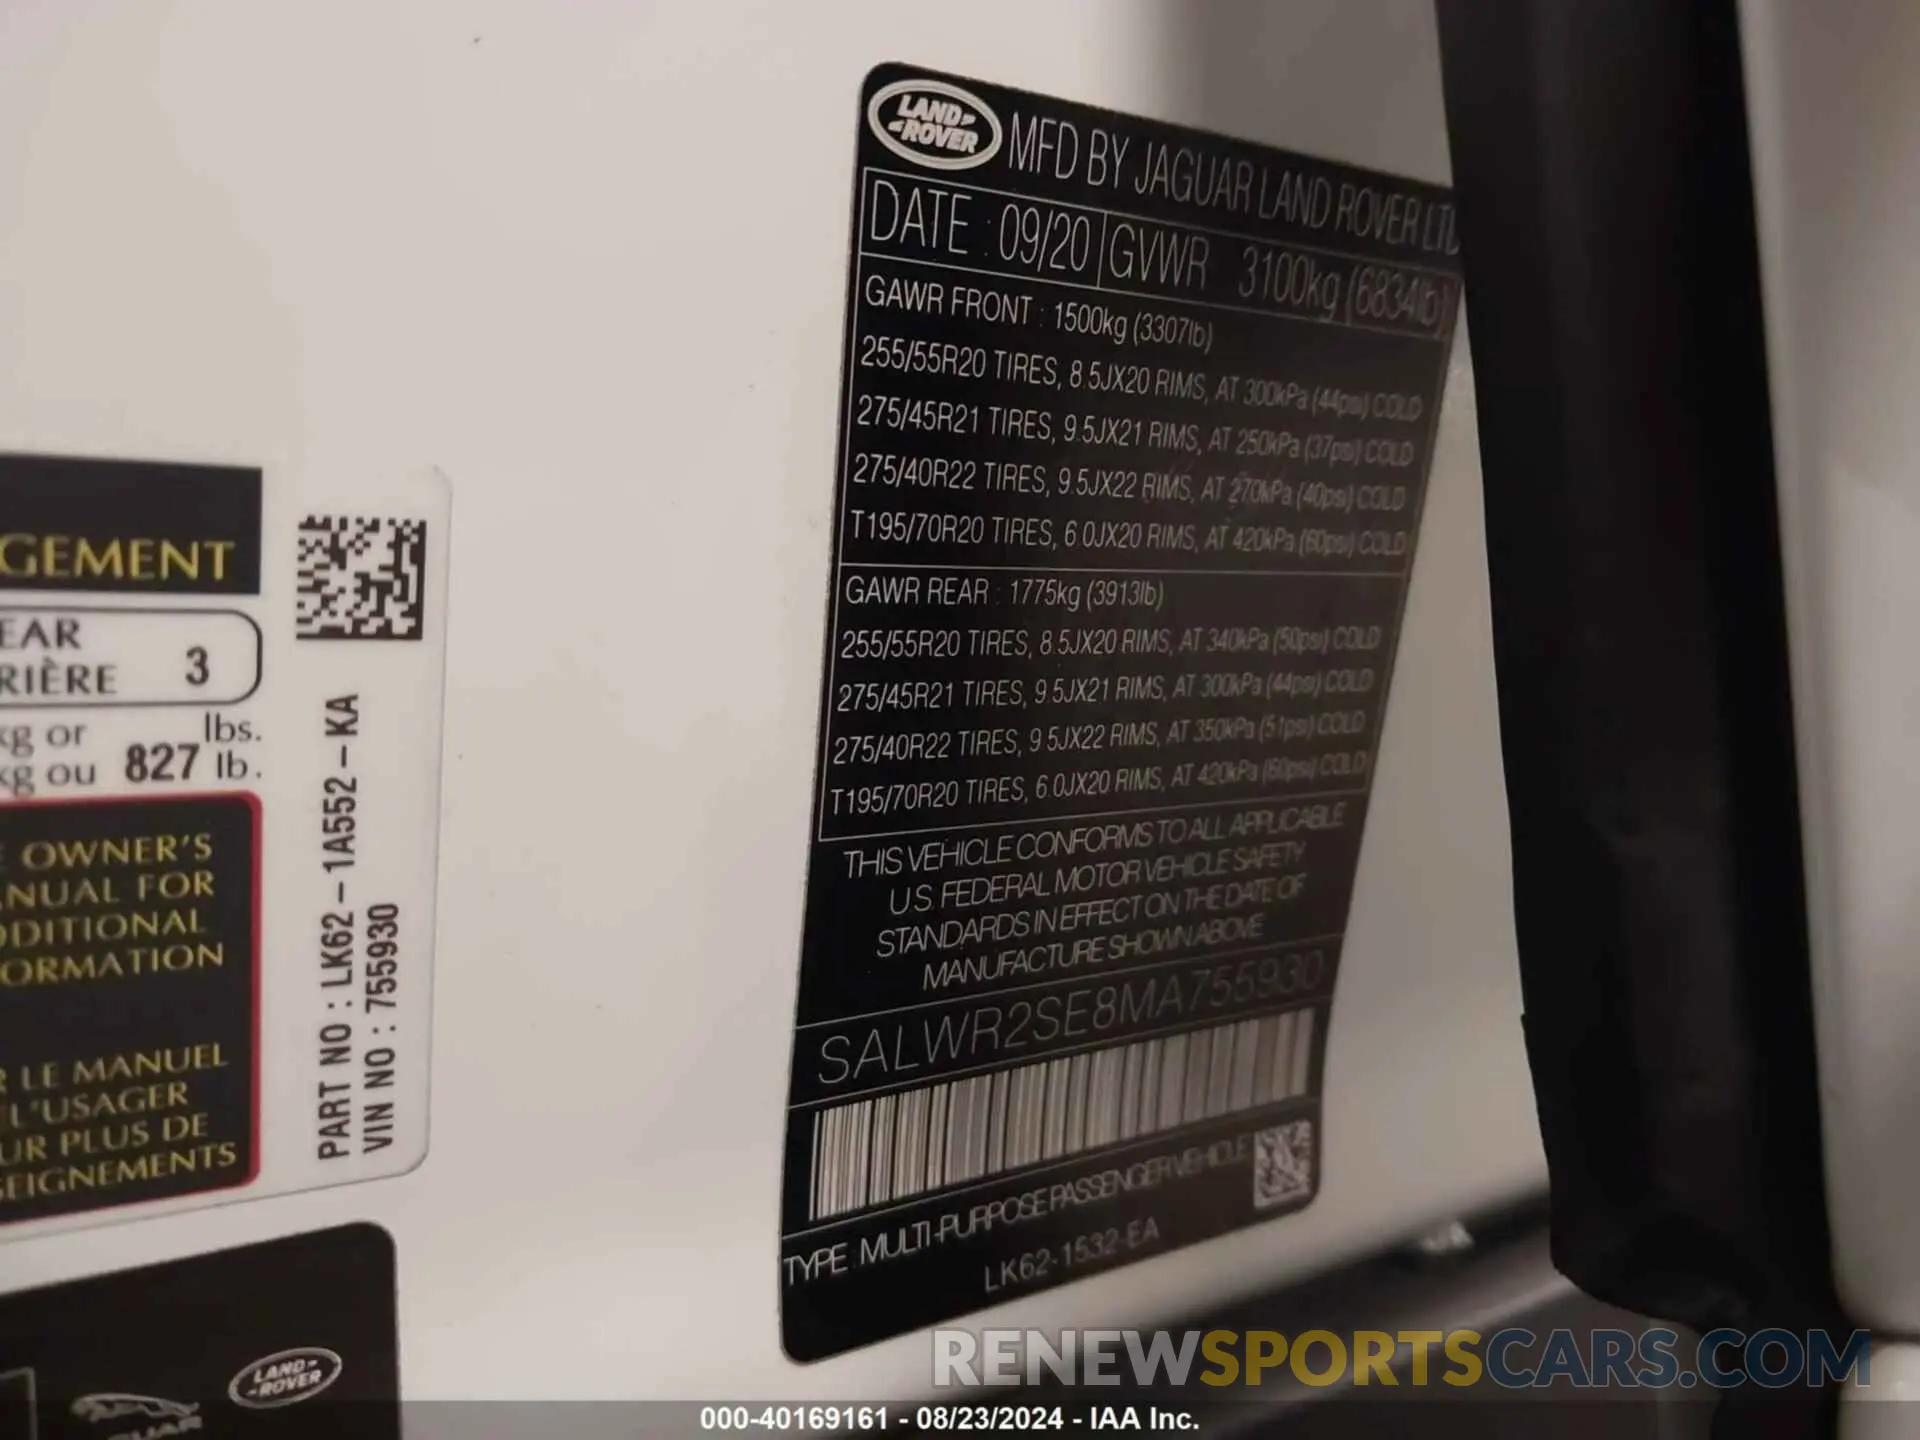 GEMENT
EAR
RIÈRE 3
kg or lbs.
kg ou 827 lb.
OWNER'S
NUAL FOR
DDITIONAL
ORMATION
R LE MANUEL
L'USAGER
UR PLUS DE
SEIGNEMENTS
PART NO : LK62-1A552-KA
VIN NO : 755930
LAND-
-ROVER
LAND-
-ROVER
MFD BY JAGUAR LAND ROVER LTD
DATE : 09/20 GVWR 3100kg (6834lb)
GAWR FRONT : 1500kg (3307lb)
255/55R20 TIRES, 8.5JX20 RIMS, AT 300kPa (44psi) COLD
275/45R21 TIRES, 9.5JX21 RIMS, AT 250kPa (37psi) COLD
275/40R22 TIRES, 9.5JX22 RIMS, AT 270kPa (40psi) COLD
T195/70R20 TIRES, 6.0JX20 RIMS, AT 420kPa (60psi) COLD
GAWR REAR : 1775kg (3913lb)
255/55R20 TIRES, 8.5JX20 RIMS, AT 340kPa (50psi) COLD
275/45R21 TIRES, 9.5JX21 RIMS, AT 300kPa (44psi) COLD
275/40R22 TIRES, 9.5JX22 RIMS, AT 350kPa (51psi) COLD
T195/70R20 TIRES, 6.0JX20 RIMS, AT 420kPa (60psi) COLD
THIS VEHICLE CONFORMS TO ALL APPLICABLE
U.S. FEDERAL MOTOR VEHICLE SAFETY
STANDARDS IN EFFECT ON THE DATE OF
MANUFACTURE SHOWN ABOVE
SALWR2SE8MA755930
TYPE : MULTI-PURPOSE PASSENGER VEHICLE
LK62-1532-EA
RENEWSPORTSCARS.COM
000-40169161 - 08/23/2024 - IAA Inc.